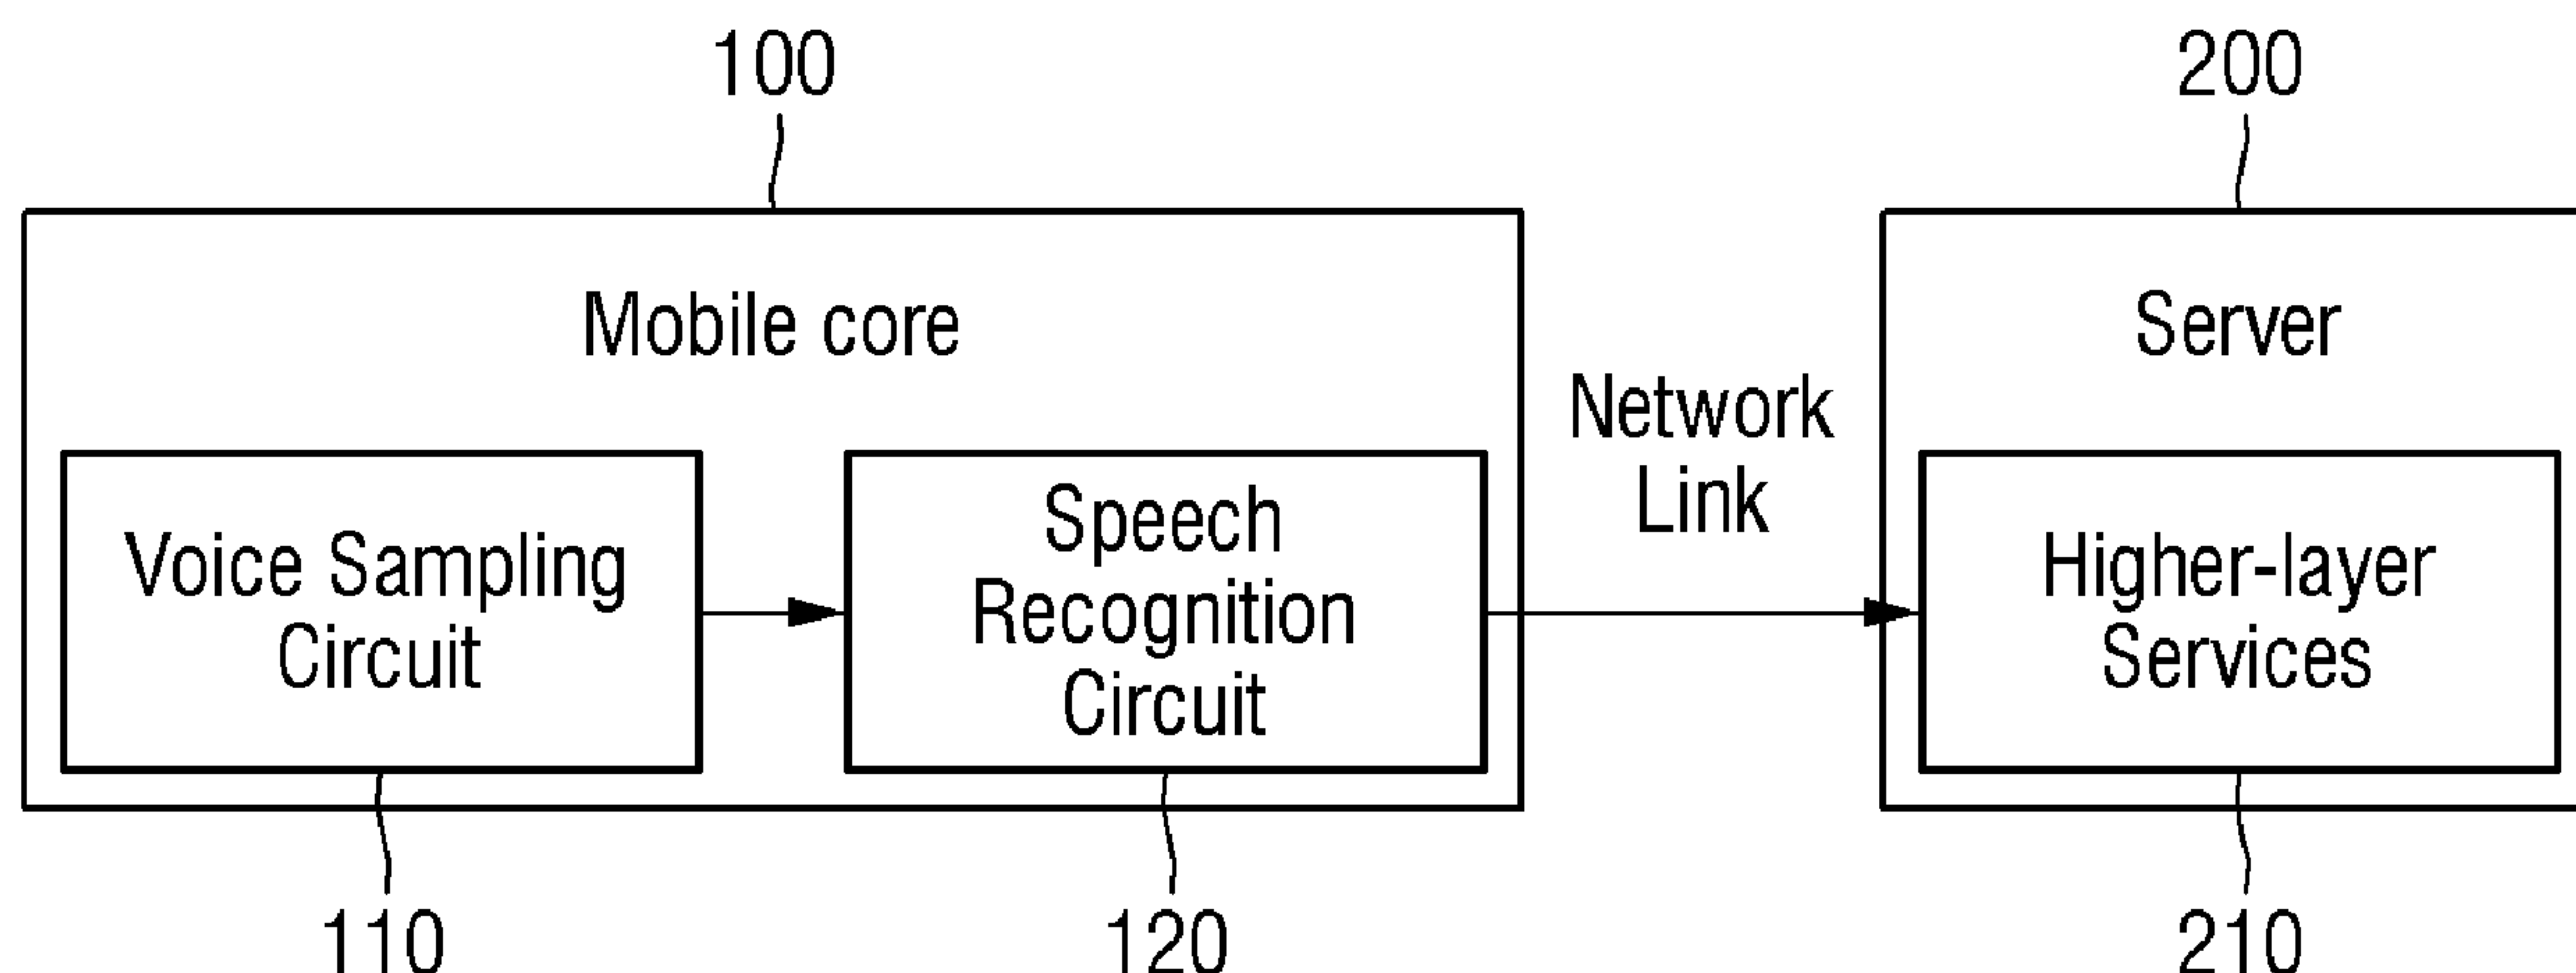 100
200
Mobile core
Server
Network
Link
Voice Sampling
Circuit
Speech
Recognition
Circuit
Higher-layer
Services
110
120
210